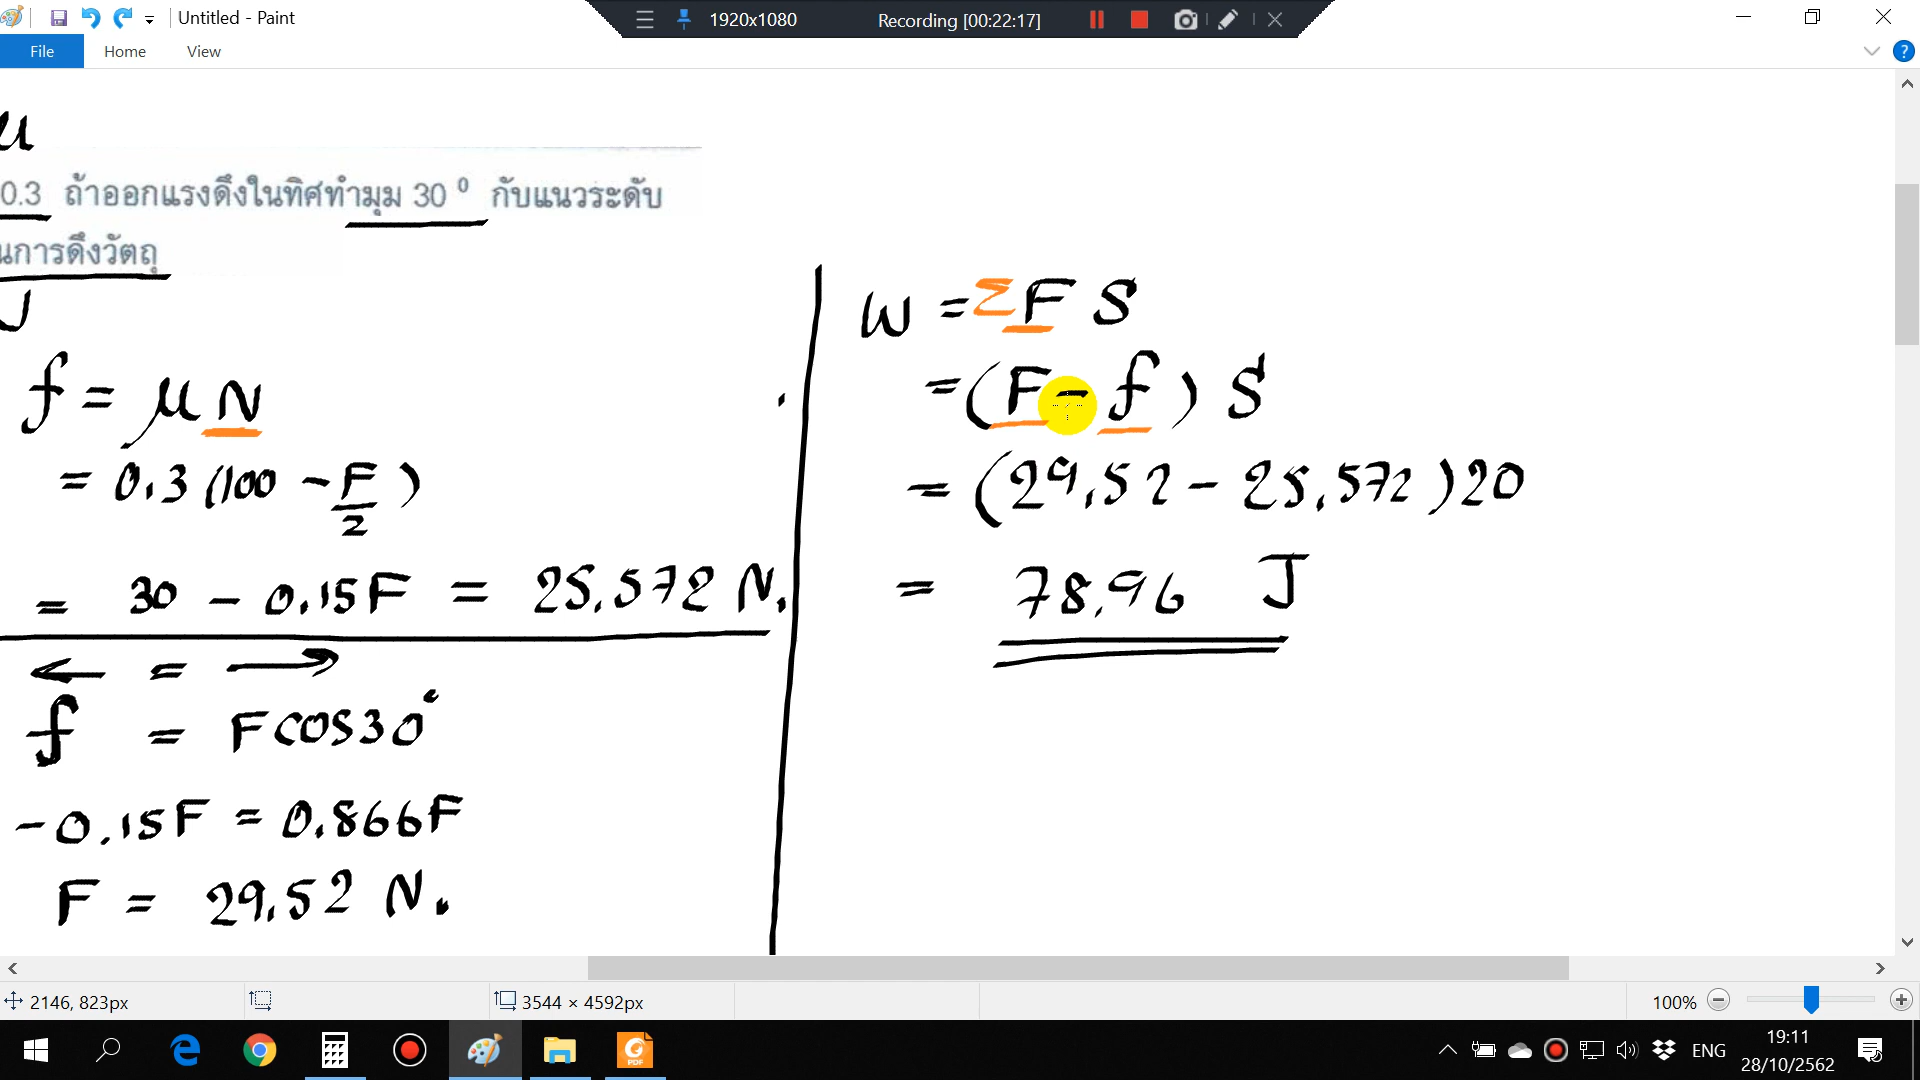 Untitled - Paint
1920x1080
Recording [00:22:17]
File
Home
View
μ
0.3 ถ้าออกแรงดึงในทิศทำมุม 30 0 กับแนวระดับ
นการดึงวัตถุ
J
f = μN
= 0.3(100 - F/2)
= 30 - 0.15F = 25.572 N.
← = →
f = Fcos30°
-0.15F = 0.866F
F = 29.52 N.
W = ΣF S
= (F - f) S
= (29.52 - 25.572)20
= 78.96 J
2146, 823px
3544 × 4592px
100%
PDF
ENG
19:11
28/10/2562